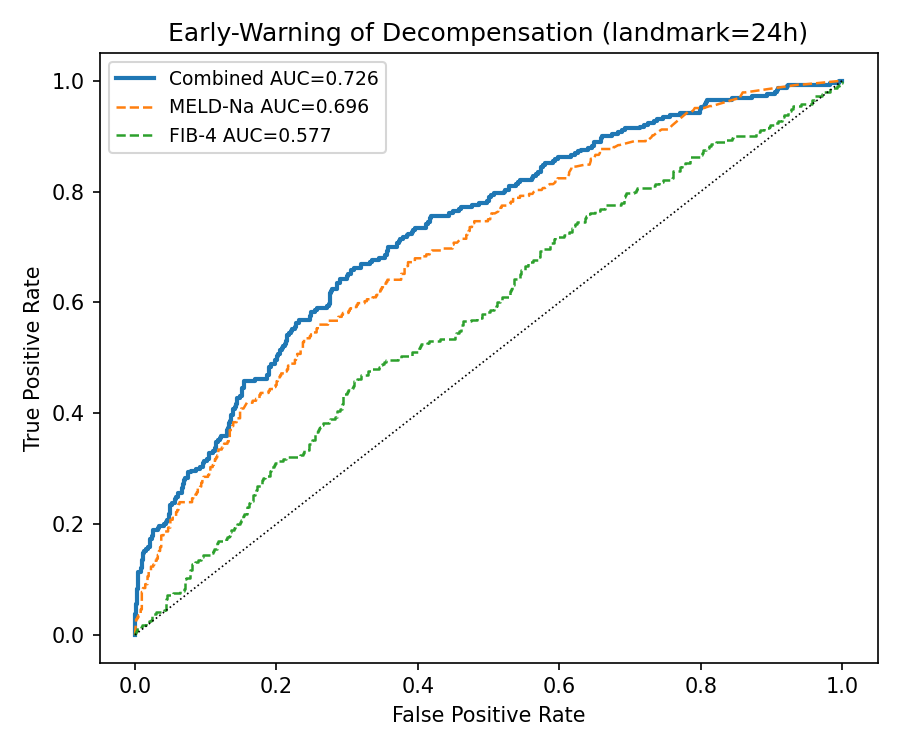 Early-Warning of Decompensation (landmark=24h)
Combined AUC=0.726
MELD-Na AUC=0.696
FIB-4 AUC=0.577
True Positive Rate
1.0
0.8
0.6
0.4
0.2
0.0
0.0 0.2 0.4 0.6 0.8 1.0
False Positive Rate